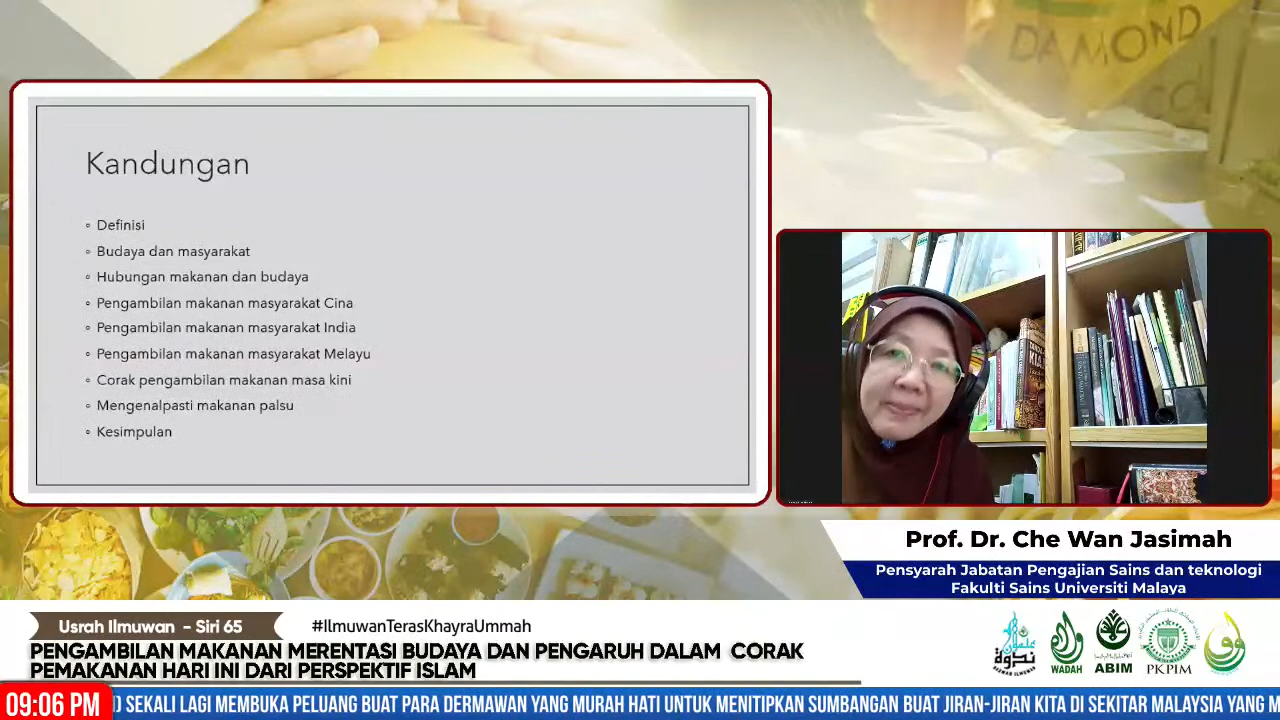 DAMOND
Kandungan
Definisi
Budaya dan masyarakat
Hubungan makanan dan budaya
Pengambilan makanan masyarakat Cina
Pengambilan makanan masyarakat India
Pengambilan makanan masyarakat Melayu
Corak pengambilan makanan masa kini
Mengenalpasti makanan palsu
Kesimpulan
Prof. Dr. Che Wan Jasimah
Pensyarah Jabatan Pengajian Sains dan teknologi
Fakulti Sains Universiti Malaya
Usrah Ilmuwan - Siri 65
#IlmuwanTerasKhayraUmmah
PENGAMBILAN MAKANAN MERENTASI BUDAYA DAN PENGARUH DALAM CORAK
PEMAKANAN HARI INI DARI PERSPEKTIF ISLAM
WADAH
ABIM
PKPIM
09:06 PM
) SEKALI LAGI MEMBUKA PELUANG BUAT PARA DERMAWAN YANG MURAH HATI UNTUK MENITIPKAN SUMBANGAN BUAT JIRAN-JIRAN KITA DI SEKITAR MALAYSIA YANG M